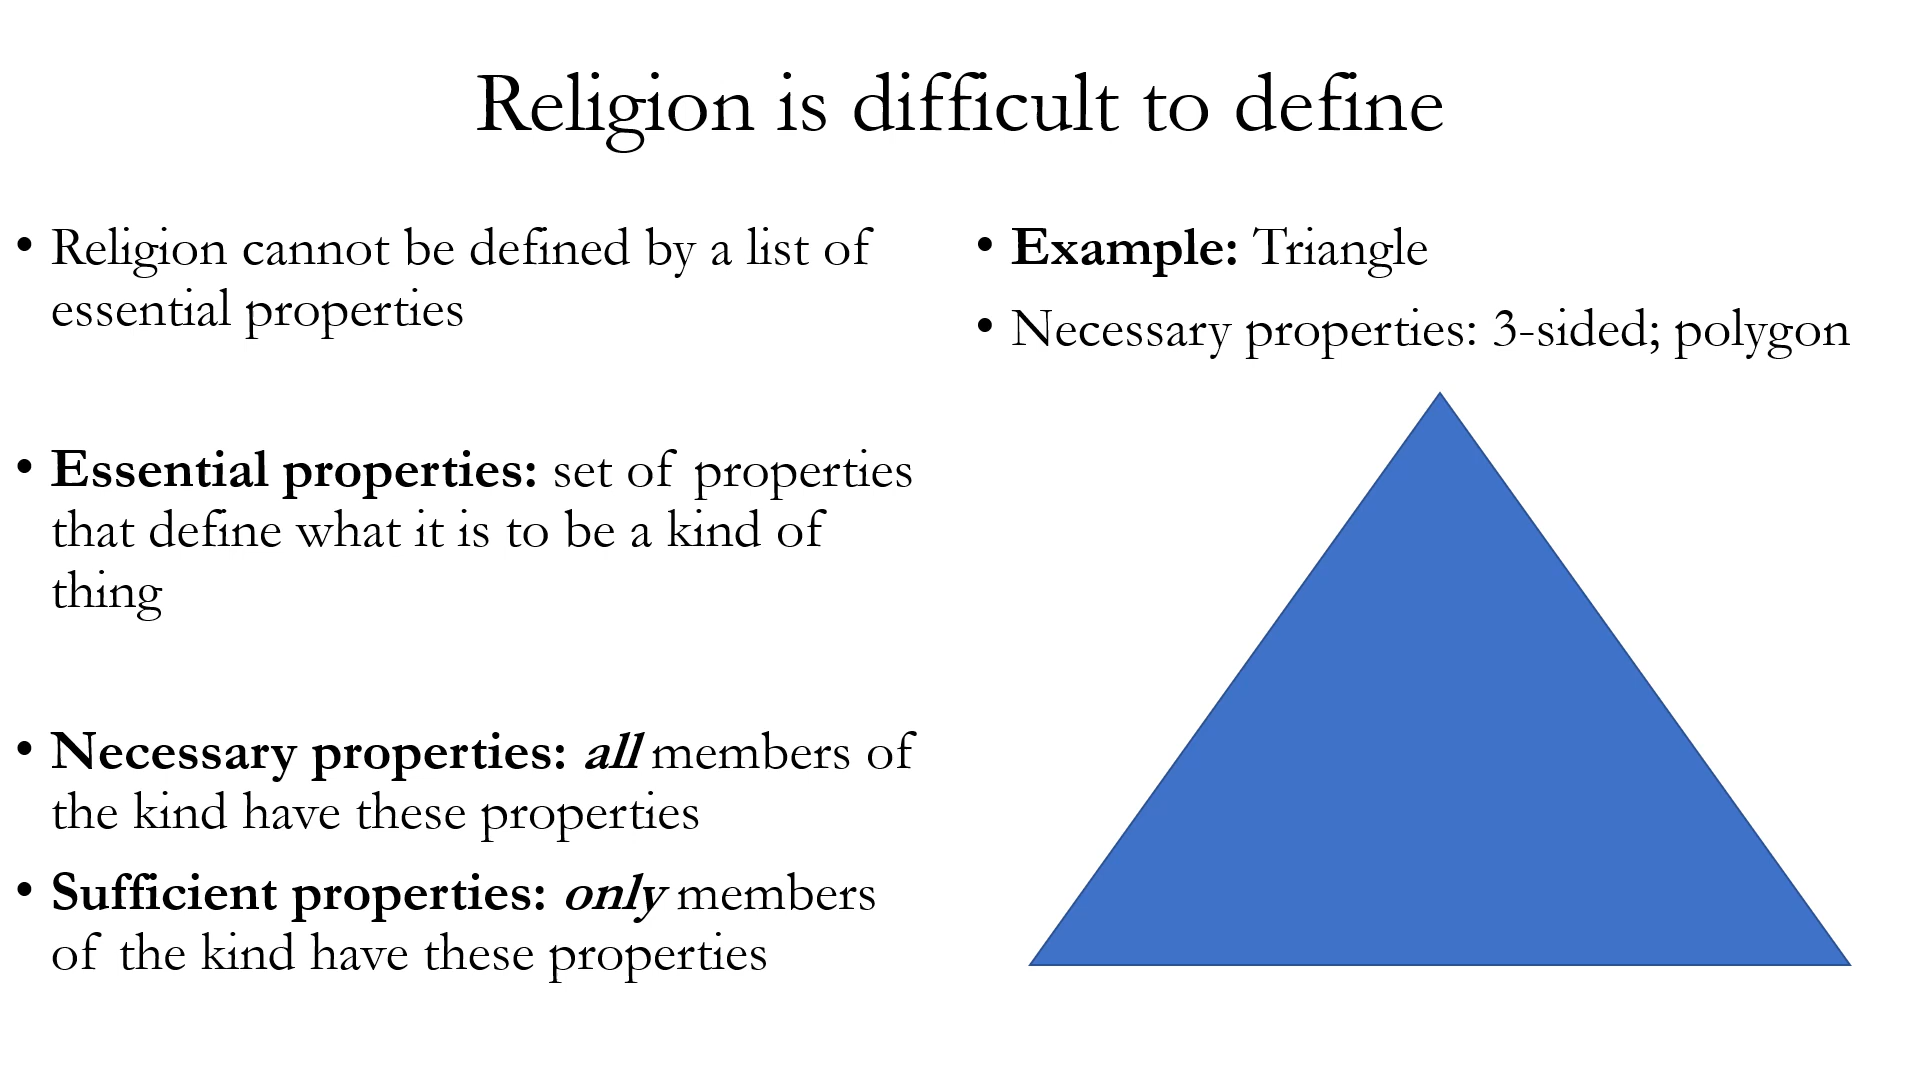 Religion is difficult to define
• Religion cannot be defined by a list of
essential properties
• Essential properties: set of properties
that define what it is to be a kind of
thing
• Necessary properties: all members of
the kind have these properties
• Sufficient properties: only members
of the kind have these properties
• Example: Triangle
• Necessary properties: 3-sided; polygon